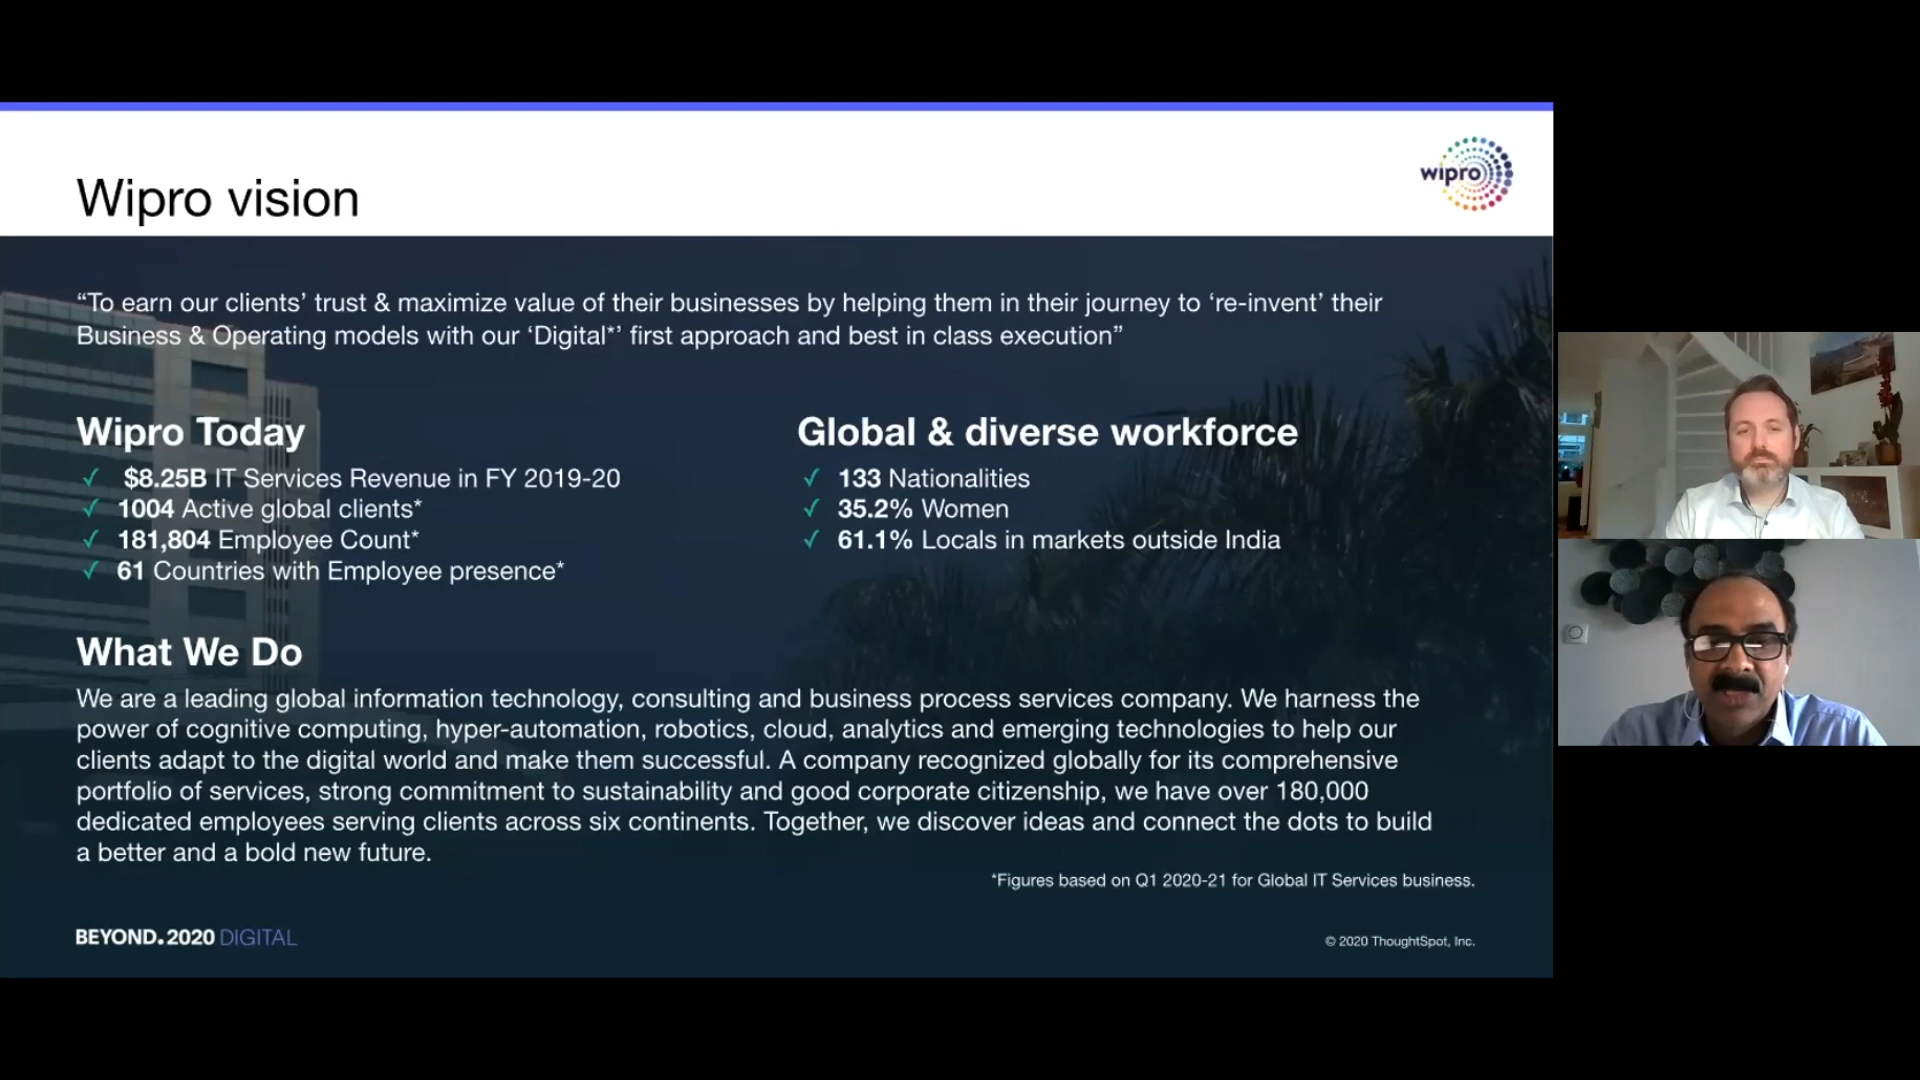 wipro
Wipro vision
“To earn our clients’ trust & maximize value of their businesses by helping them in their journey to ‘re-invent’ their
Business & Operating models with our ‘Digital*’ first approach and best in class execution”
Wipro Today
✓ $8.25B IT Services Revenue in FY 2019-20
✓ 1004 Active global clients*
✓ 181,804 Employee Count*
✓ 61 Countries with Employee presence*
Global & diverse workforce
✓ 133 Nationalities
✓ 35.2% Women
✓ 61.1% Locals in markets outside India
What We Do
We are a leading global information technology, consulting and business process services company. We harness the
power of cognitive computing, hyper-automation, robotics, cloud, analytics and emerging technologies to help our
clients adapt to the digital world and make them successful. A company recognized globally for its comprehensive
portfolio of services, strong commitment to sustainability and good corporate citizenship, we have over 180,000
dedicated employees serving clients across six continents. Together, we discover ideas and connect the dots to build
a better and a bold new future.
*Figures based on Q1 2020-21 for Global IT Services business.
BEYOND.2020 DIGITAL
© 2020 ThoughtSpot, Inc.